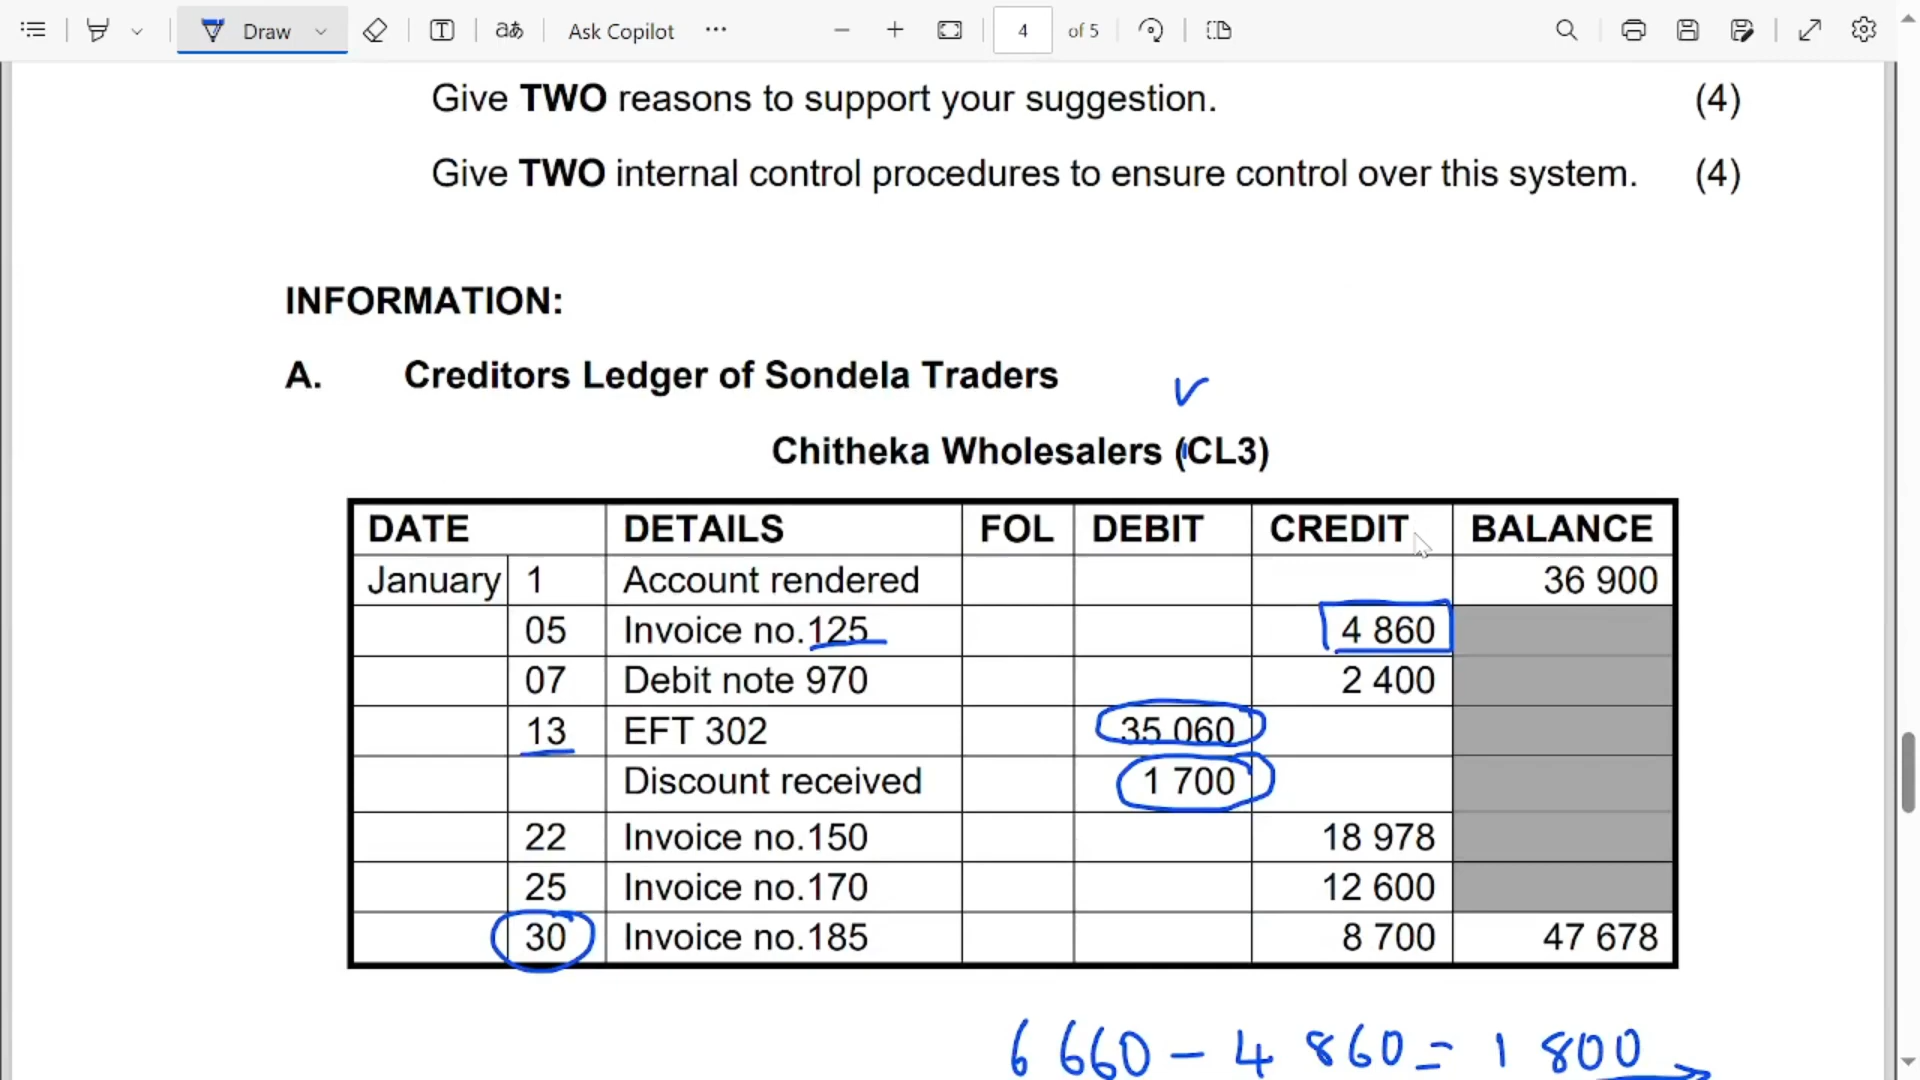 Draw Ask Copilot 4 of 5
Give TWO reasons to support your suggestion. (4)
Give TWO internal control procedures to ensure control over this system. (4)
INFORMATION:
A. Creditors Ledger of Sondela Traders
Chitheka Wholesalers (CL3)
DATE DETAILS FOL DEBIT CREDIT BALANCE
January 1 Account rendered 36 900
05 Invoice no.125 4 860
07 Debit note 970 2 400
13 EFT 302 35 060
Discount received 1 700
22 Invoice no.150 18 978
25 Invoice no.170 12 600
30 Invoice no.185 8 700 47 678
6 660 - 4 860 = 1 800